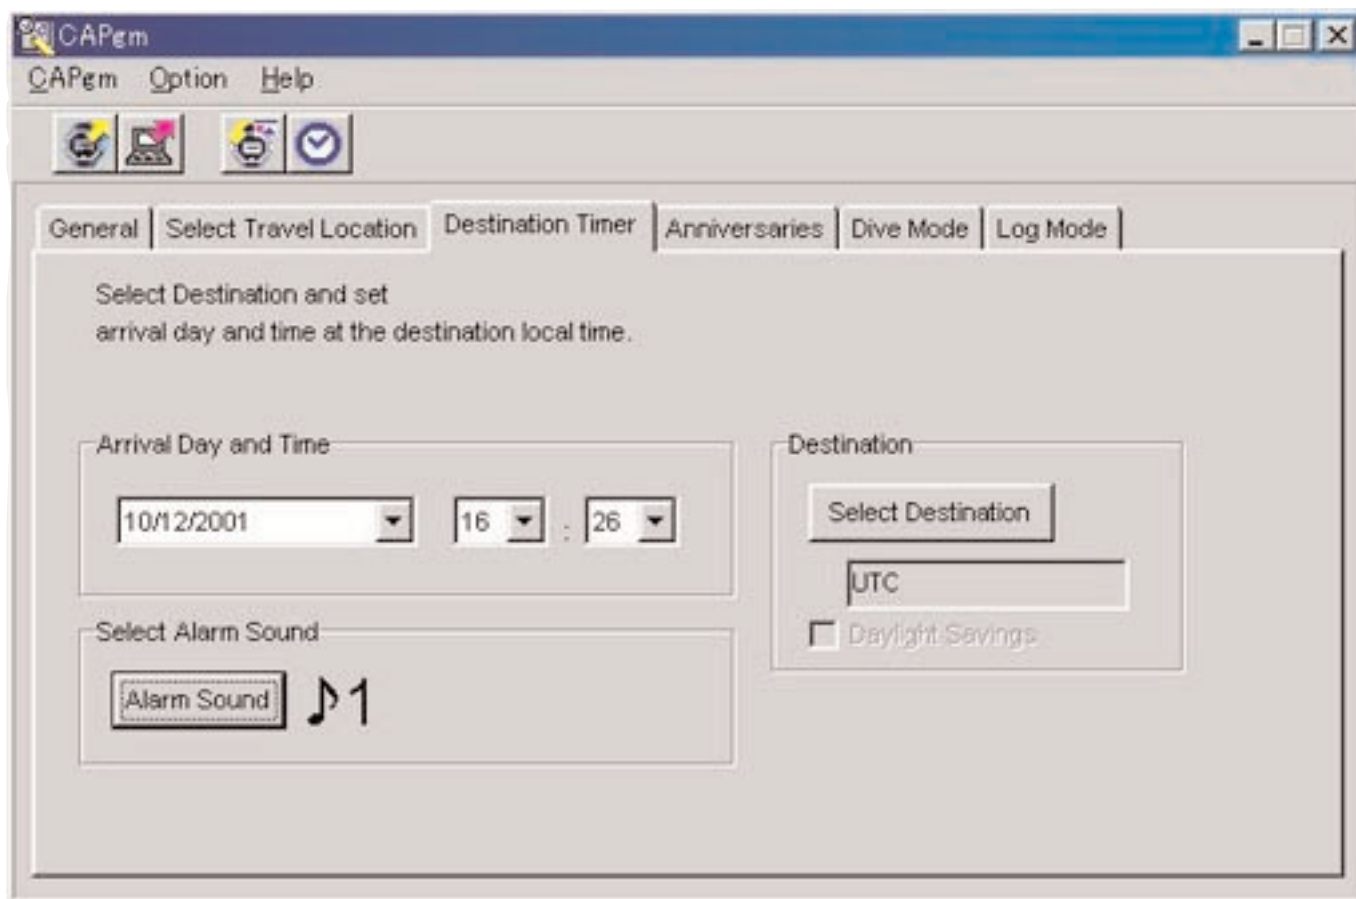 CAPgm
CAPgm Option Help
General Select Travel Location Destination Timer Anniversaries Dive Mode Log Mode
Select Destination and set
arrival day and time at the destination local time.
Arrival Day and Time
10/12/2001 16 : 26
Destination
Select Destination
UTC
Daylight Savings
Select Alarm Sound
Alarm Sound ♪1